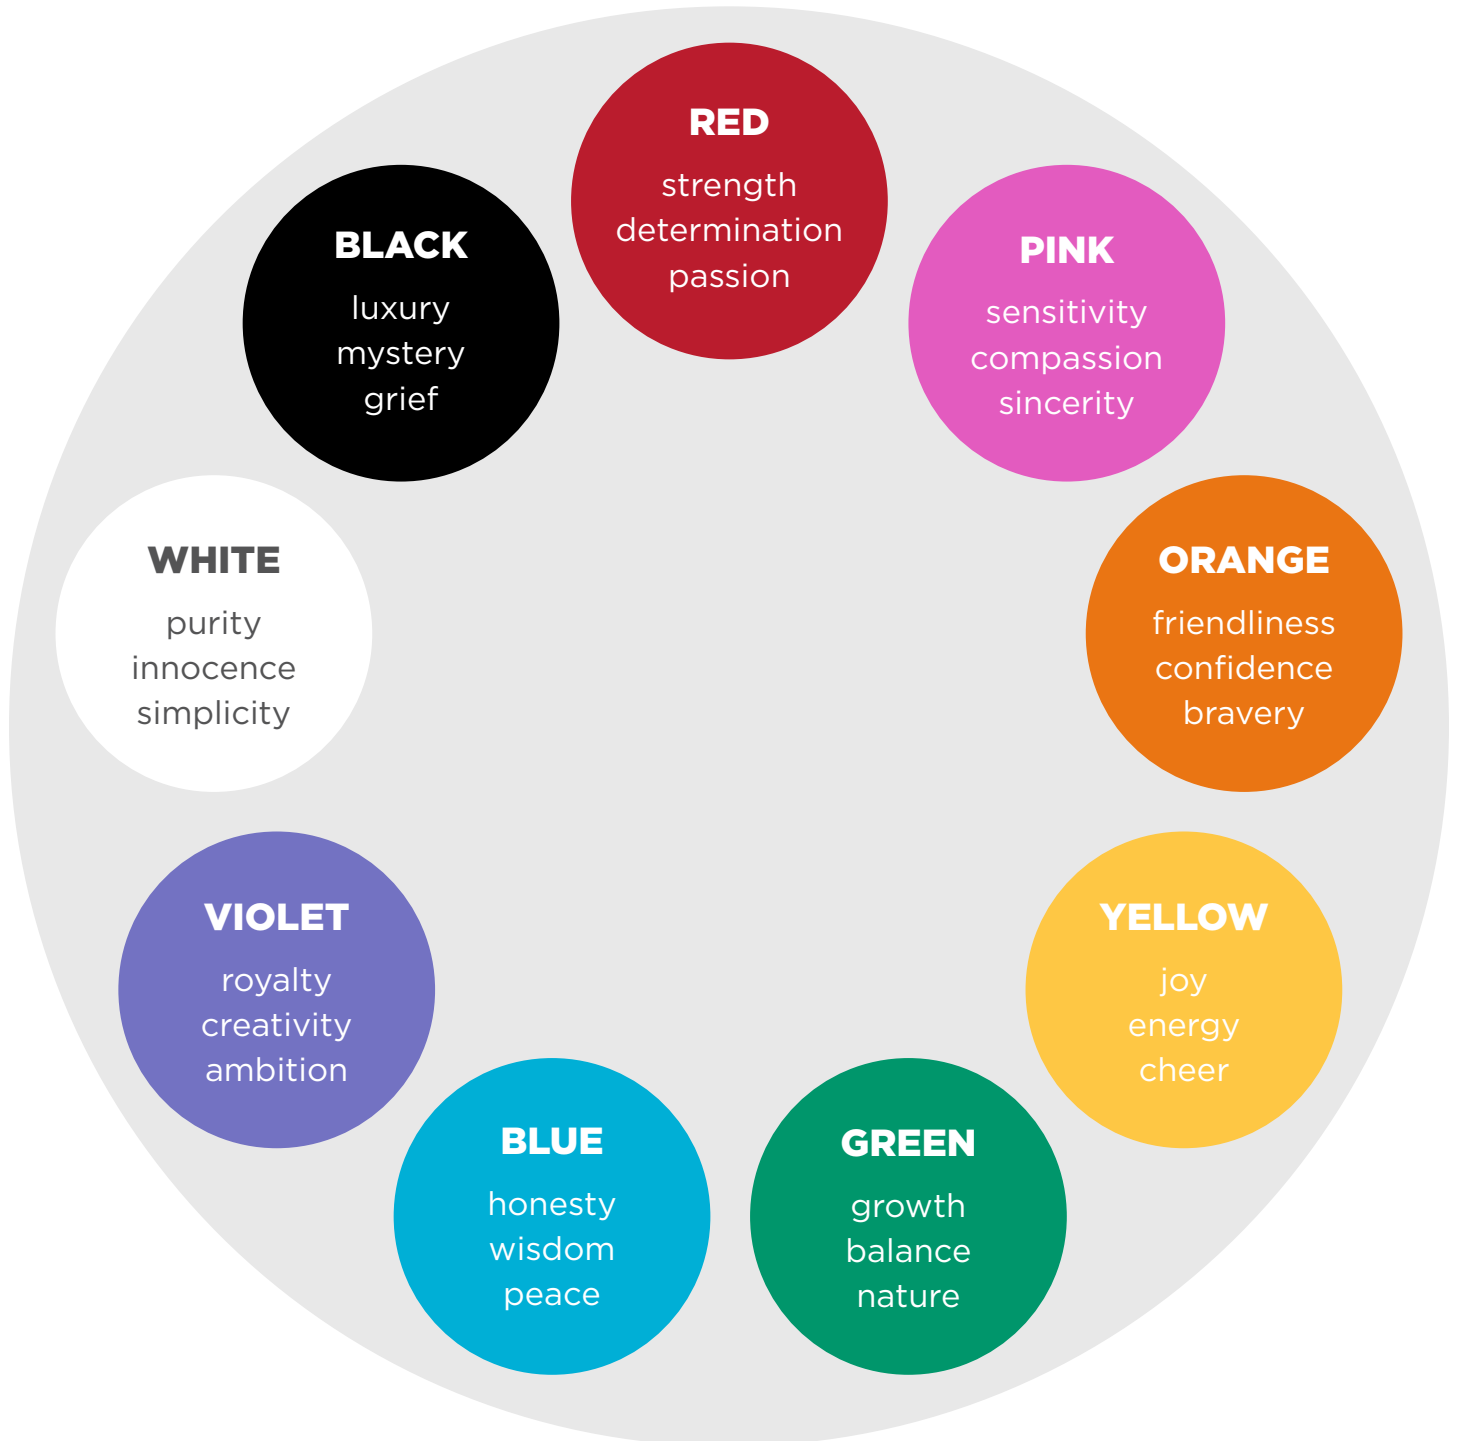 RED
strength
determination
passion
PINK
sensitivity
compassion
sincerity
ORANGE
friendliness
confidence
bravery
YELLOW
joy
energy
cheer
GREEN
growth
balance
nature
BLUE
honesty
wisdom
peace
VIOLET
royalty
creativity
ambition
WHITE
purity
innocence
simplicity
BLACK
luxury
mystery
grief